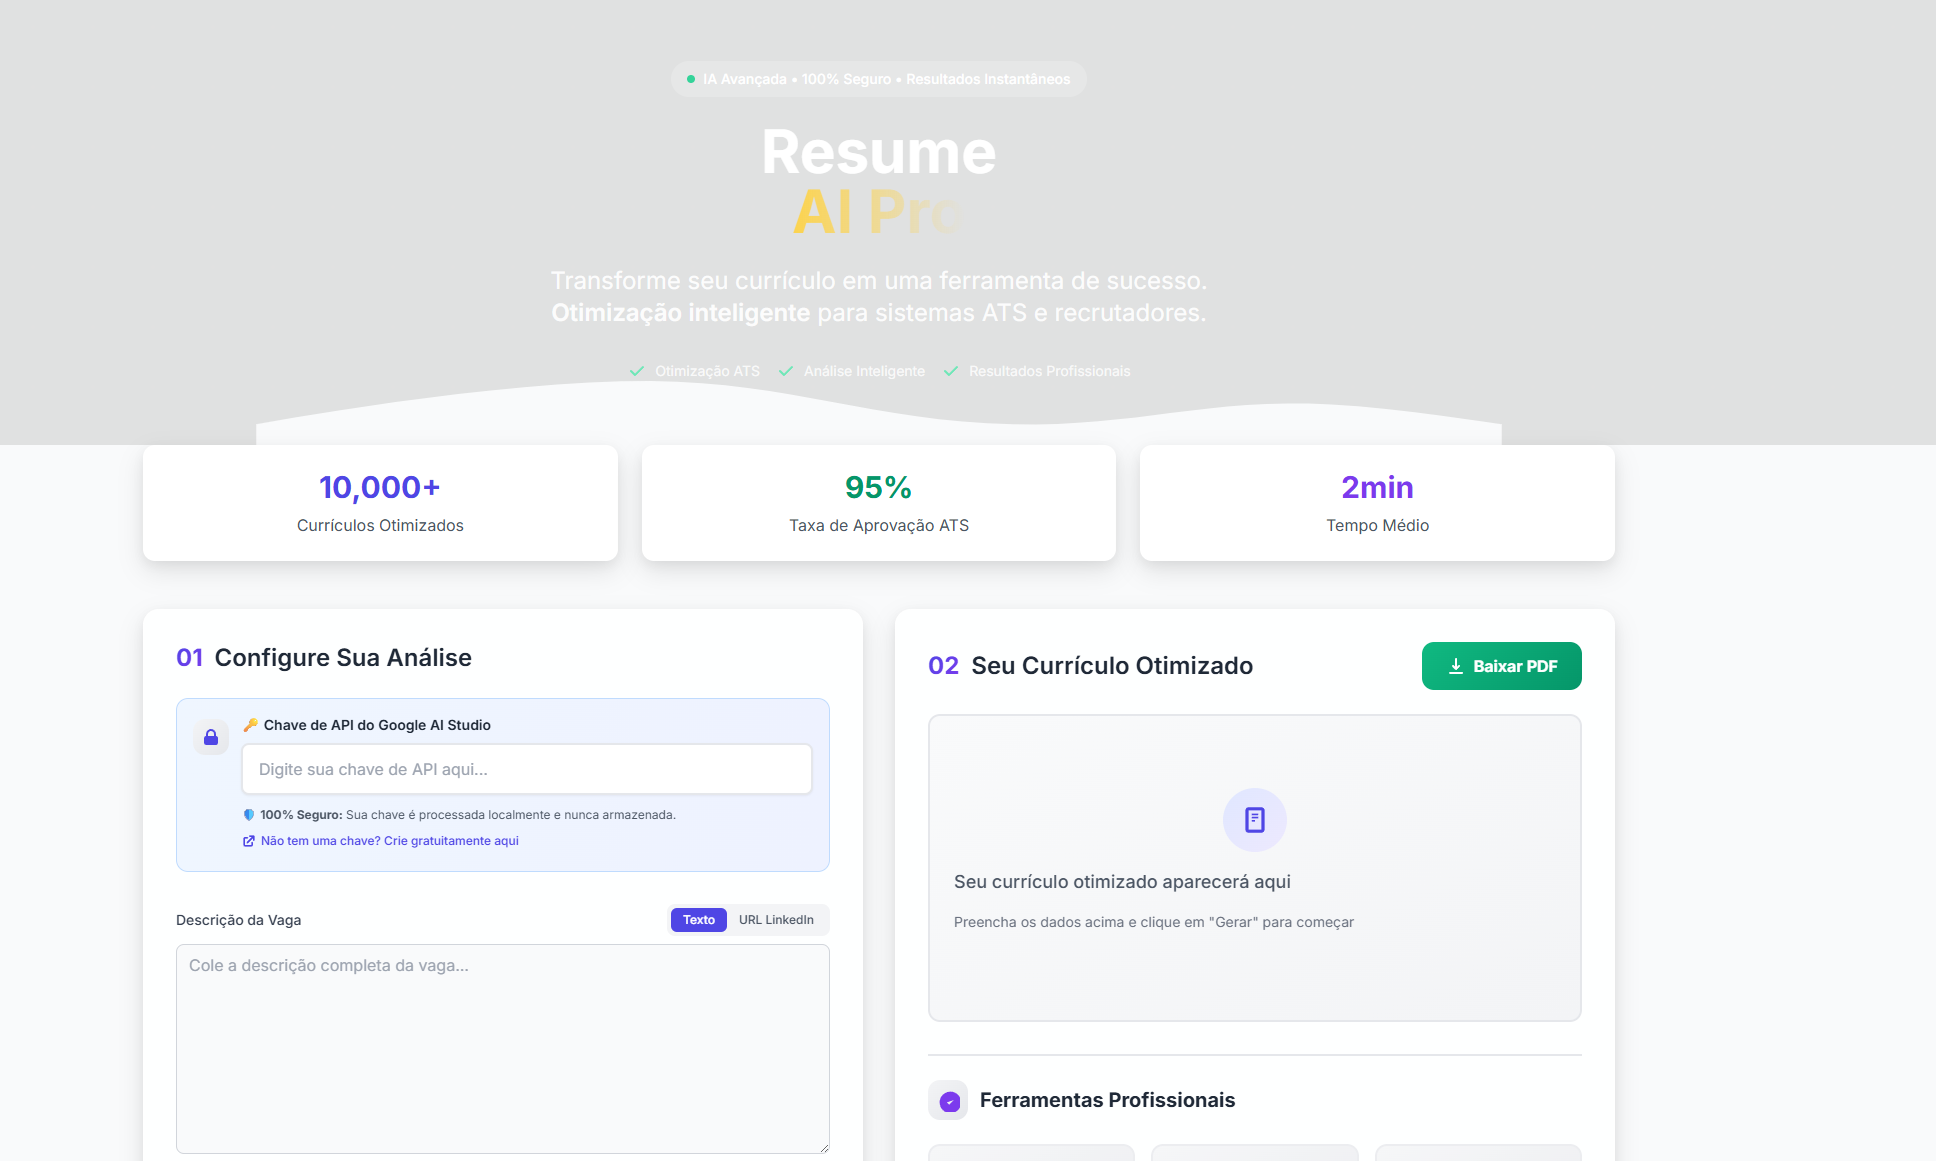 IA Avançada • 100% Seguro • Resultados Instantâneos
Resume
AI Pro
Transforme seu currículo em uma ferramenta de sucesso.
Otimização inteligente para sistemas ATS e recrutadores.
Otimização ATS
Análise Inteligente
Resultados Profissionais
10,000+
Currículos Otimizados
95%
Taxa de Aprovação ATS
2min
Tempo Médio
01 Configure Sua Análise
🔑 Chave de API do Google AI Studio
Digite sua chave de API aqui...
100% Seguro: Sua chave é processada localmente e nunca armazenada.
Não tem uma chave? Crie gratuitamente aqui
Descrição da Vaga
Texto
URL LinkedIn
Cole a descrição completa da vaga...
02 Seu Currículo Otimizado
Baixar PDF
Seu currículo otimizado aparecerá aqui
Preencha os dados acima e clique em "Gerar" para começar
Ferramentas Profissionais